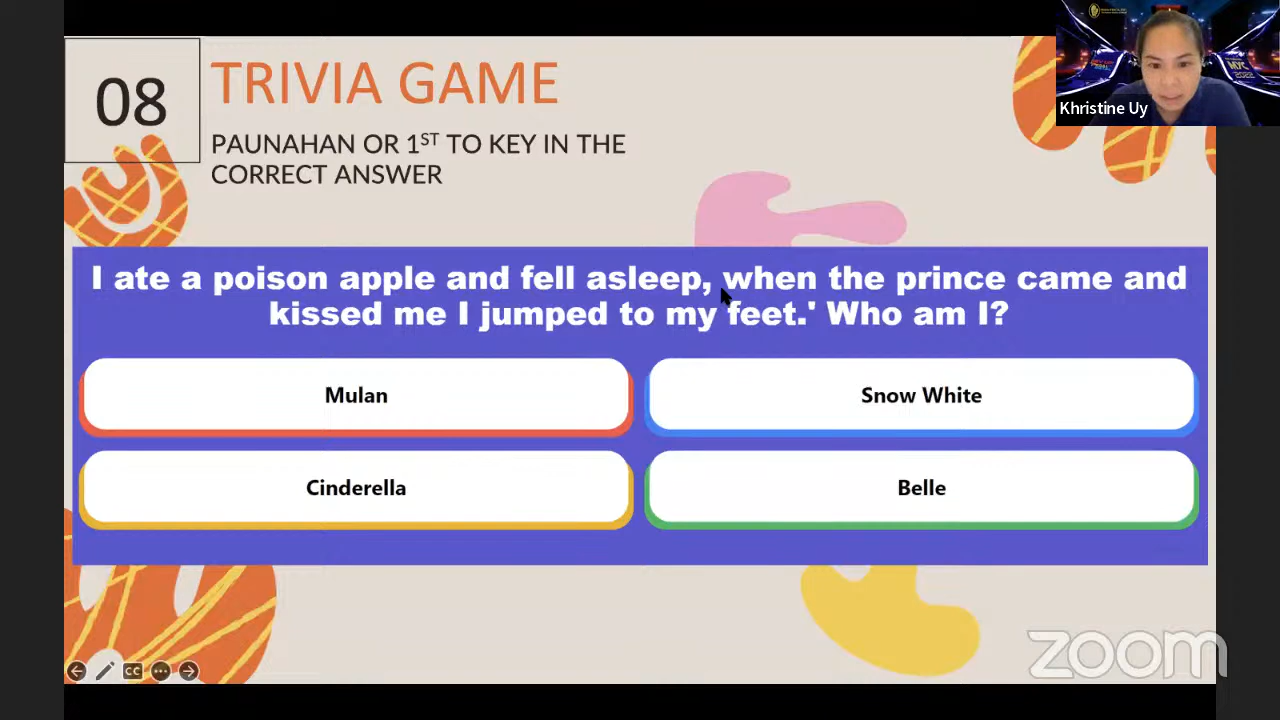 08
TRIVIA GAME
PAUNAHAN OR 1ST TO KEY IN THE
CORRECT ANSWER
Khristine Uy
I ate a poison apple and fell asleep, when the prince came and
kissed me I jumped to my feet.' Who am I?
Mulan
Snow White
Cinderella
Belle
CC
zoom